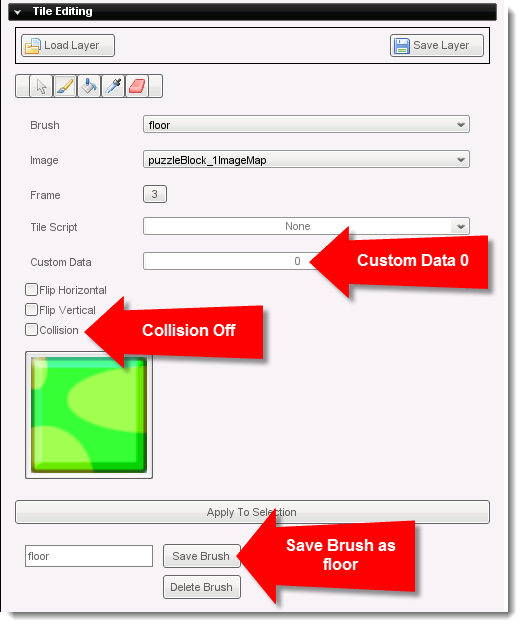 Tile Editing
Load Layer
Save Layer
Brush
floor
Image
puzzleBlock_1ImageMap
Frame
3
Tile Script
None
Custom Data
0
Custom Data 0
Flip Horizontal
Flip Vertical
Collision
Collision Off
Apply To Selection
floor
Save Brush
Save Brush as
floor
Delete Brush